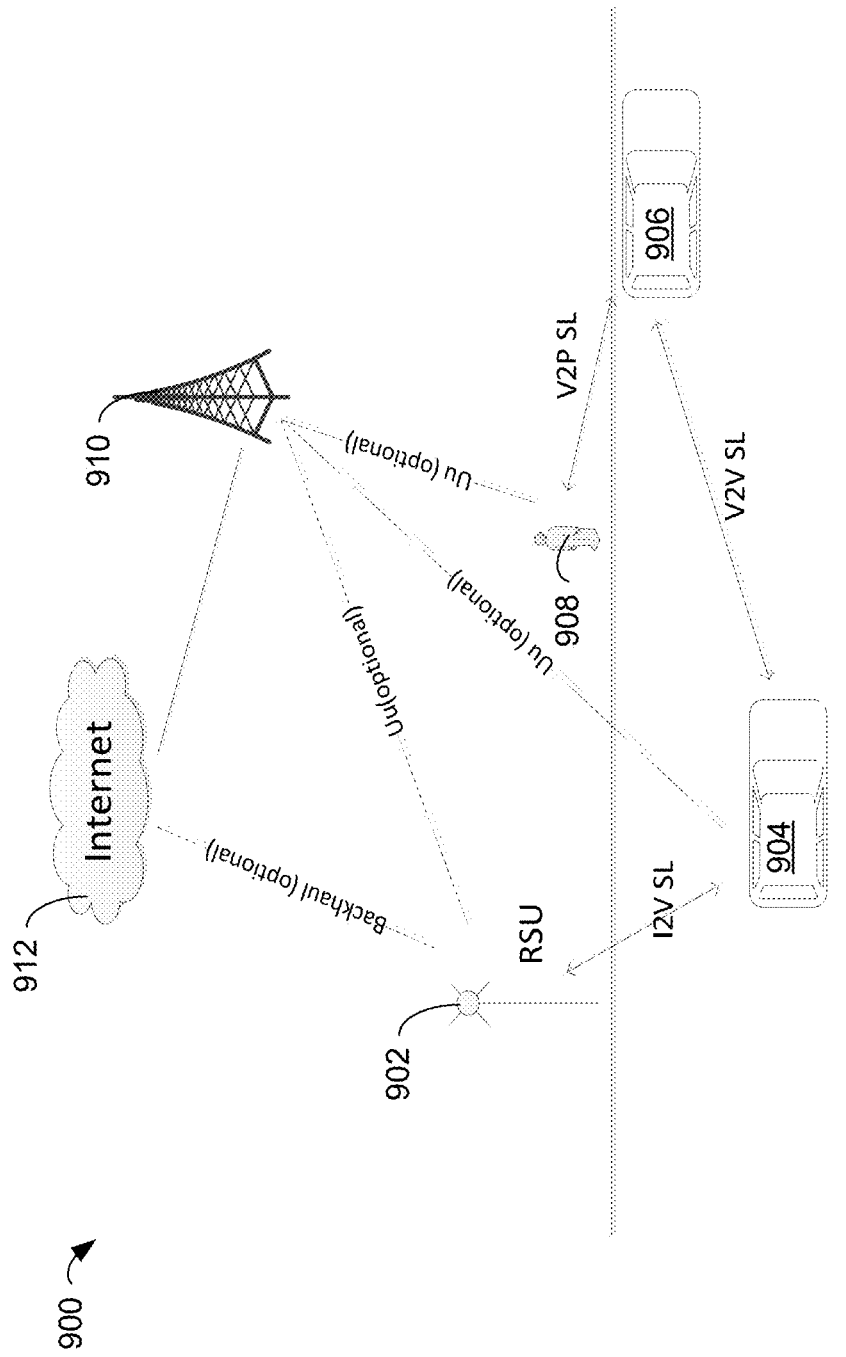 900
912
Internet
910
902
RSU
Backhaul (optional)
Uu(optional)
Uu (optional)
Uu (optional)
908
V2P SL
I2V SL
V2V SL
904
906